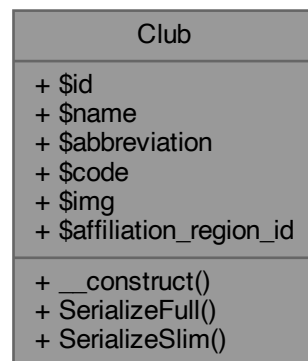 Club
+ $id
+ $name
+ $abbreviation
+ $code
+ $img
+ $affiliation_region_id
+ __construct()
+ SerializeFull()
+ SerializeSlim()